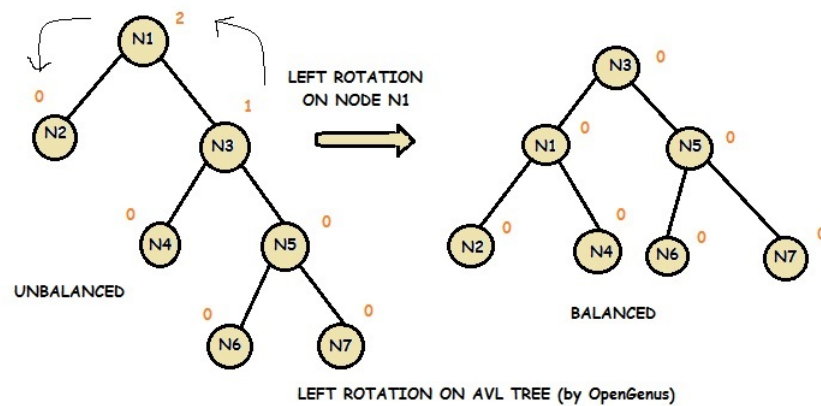 N1
2
0
N2
1
N3
0
N4
0
N5
0
N6
0
N7
UNBALANCED
LEFT ROTATION
ON NODE N1
N3
0
N1
0
N5
0
N2
0
N4
0
N6
0
N7
0
BALANCED
LEFT ROTATION ON AVL TREE (by OpenGenus)